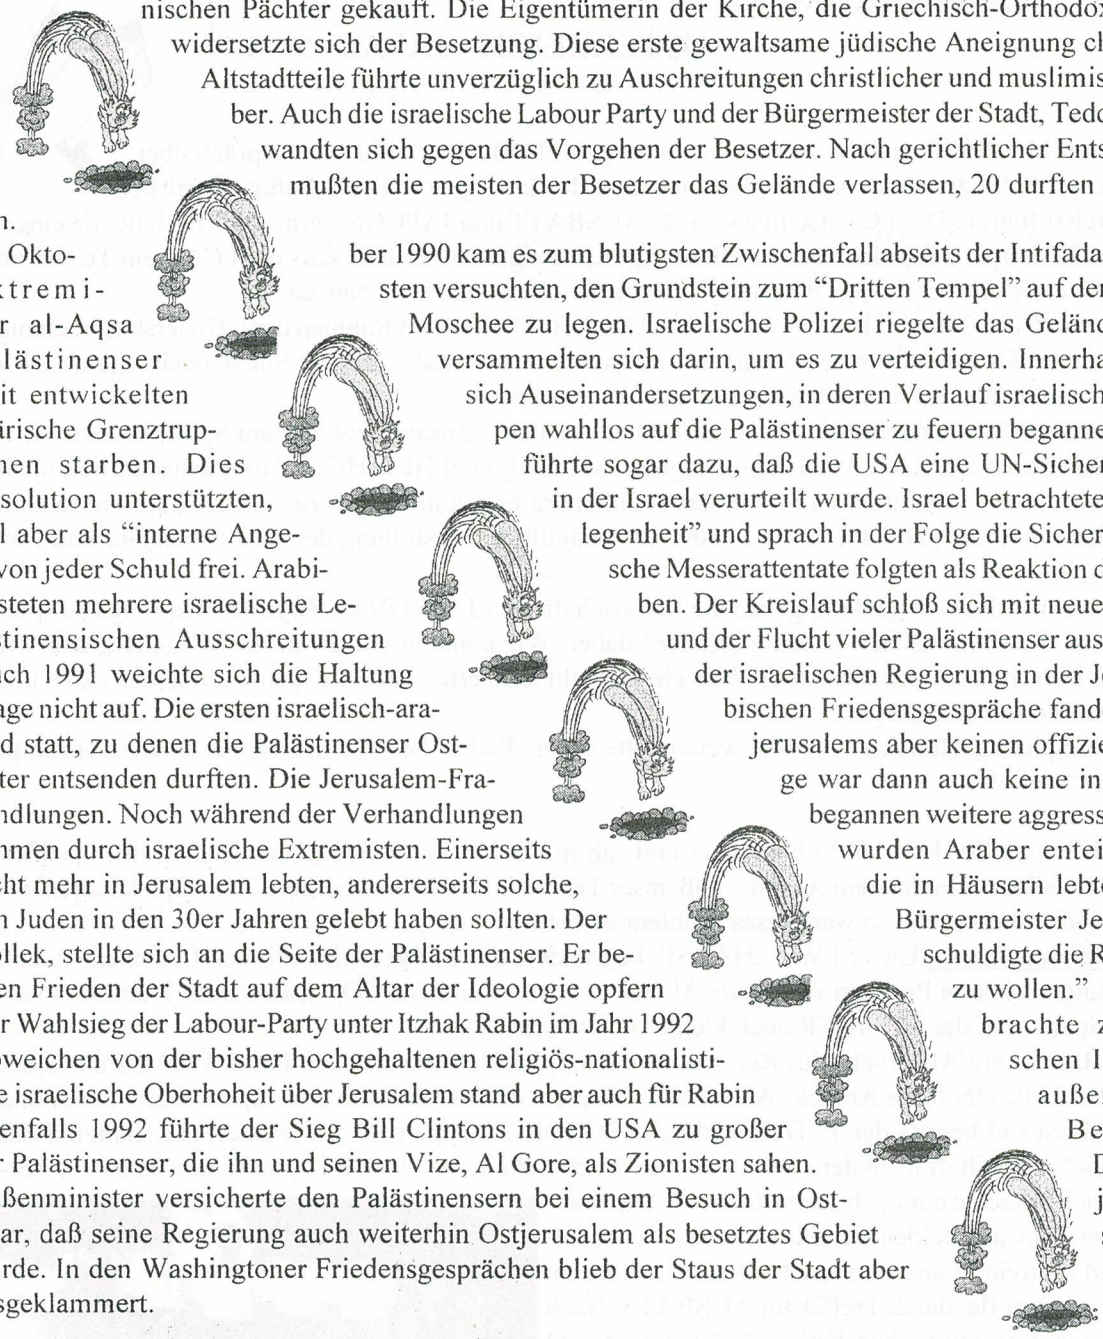 nischen Pächter gekauft. Die Eigentümerin der Kirche, die Griechisch-Orthodox
widersetzte sich der Besetzung. Diese erste gewaltsame jüdische Aneignung ch
Altstadtteile führte unverzüglich zu Auschreitungen christlicher und muslimis
ber. Auch die israelische Labour Party und der Bürgermeister der Stadt, Tedd
wandten sich gegen das Vorgehen der Besetzer. Nach gerichtlicher Ents
mußten die meisten der Besetzer das Gelände verlassen, 20 durften
n.
Okto- ber 1990 kam es zum blutigsten Zwischenfall abseits der Intifada
xtremi- sten versuchten, den Grundstein zum “Dritten Tempel” auf der
r al-Aqsa Moschee zu legen. Israelische Polizei riegelte das Geländ
lästinenser versammelten sich darin, um es zu verteidigen. Innerha
it entwickelten sich Auseinandersetzungen, in deren Verlauf israelisch
ärische Grenztrup- pen wahllos auf die Palästinenser zu feuern beganne
nen starben. Dies führte sogar dazu, daß die USA eine UN-Sicher
solution unterstützten, in der Israel verurteilt wurde. Israel betrachtete
l aber als “interne Ange- legenheit” und sprach in der Folge die Sicher
von jeder Schuld frei. Arabi- sche Messerattentate folgten als Reaktion d
steten mehrere israelische Le- ben. Der Kreislauf schloß sich mit neue
stinensischen Ausschreitungen und der Flucht vieler Palästinenser aus
uch 1991 weichte sich die Haltung der israelischen Regierung in der Je
age nicht auf. Die ersten israelisch-ara- bischen Friedensgespräche fand
d statt, zu denen die Palästinenser Ost- jerusalems aber keinen offizie
ter entsenden durften. Die Jerusalem-Fra- ge war dann auch keine in
ndlungen. Noch während der Verhandlungen begannen weitere aggress
hmen durch israelische Extremisten. Einerseits wurden Araber entei
cht mehr in Jerusalem lebten, andererseits solche, die in Häusern lebte
n Juden in den 30er Jahren gelebt haben sollten. Der Bürgermeister Je
ollek, stellte sich an die Seite der Palästinenser: Er be- schuldigte die R
en Frieden der Stadt auf dem Altar der Ideologie opfern zu wollen.”
r Wahlsieg der Labour-Party unter Itzhak Rabin im Jahr 1992 brachte z
bweichen von der bisher hochgehaltenen religiös-nationalisti- schen L
e israelische Oberhoheit über Jerusalem stand aber auch für Rabin außer
enfalls 1992 führte der Sieg Bill Clintons in den USA zu großer Be
r Palästinenser, die ihn und seinen Vize, Al Gore, als Zionisten sahen. D
ßenminister versicherte den Palästinensern bei einem Besuch in Ost- j
ar, daß seine Regierung auch weiterhin Ostjerusalem als besetztes Gebiet
rde. In den Washingtoner Friedensgesprächen blieb der Staus der Stadt aber
sgeklammert.